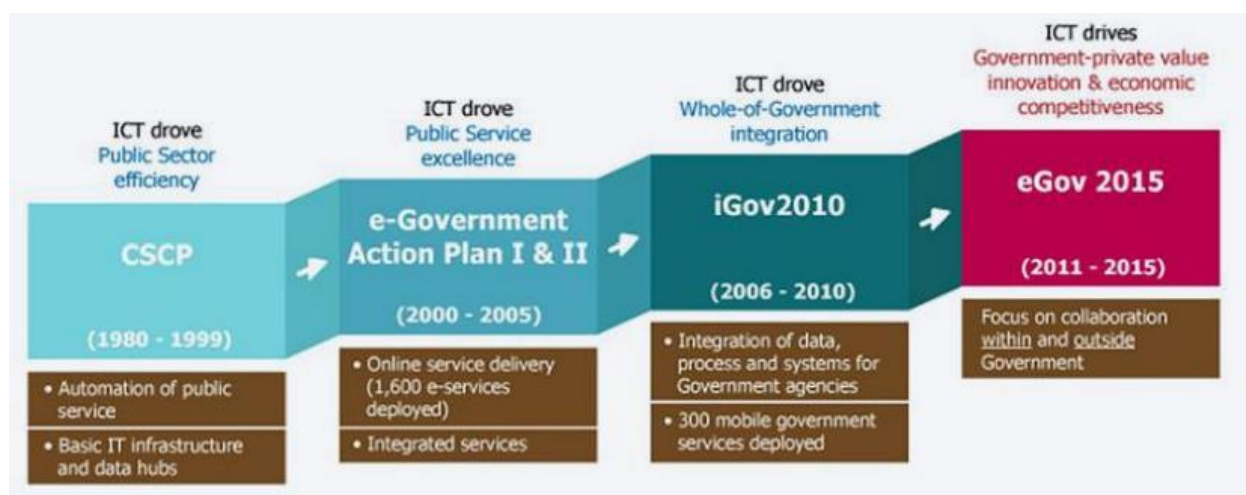 ICT drove
Public Sector
efficiency
CSCP
(1980 - 1999)
• Automation of public
service
• Basic IT infrastructure
and data hubs
ICT drove
Public Service
excellence
e-Government
Action Plan I & II
(2000 - 2005)
• Online service delivery
(1,600 e-services
deployed)
• Integrated services
ICT drove
Whole-of-Government
integration
iGov2010
(2006 - 2010)
• Integration of data,
process and systems for
Government agencies
• 300 mobile government
services deployed
ICT drives
Government-private value
innovation & economic
competitiveness
eGov 2015
(2011 - 2015)
Focus on collaboration
within and outside
Government